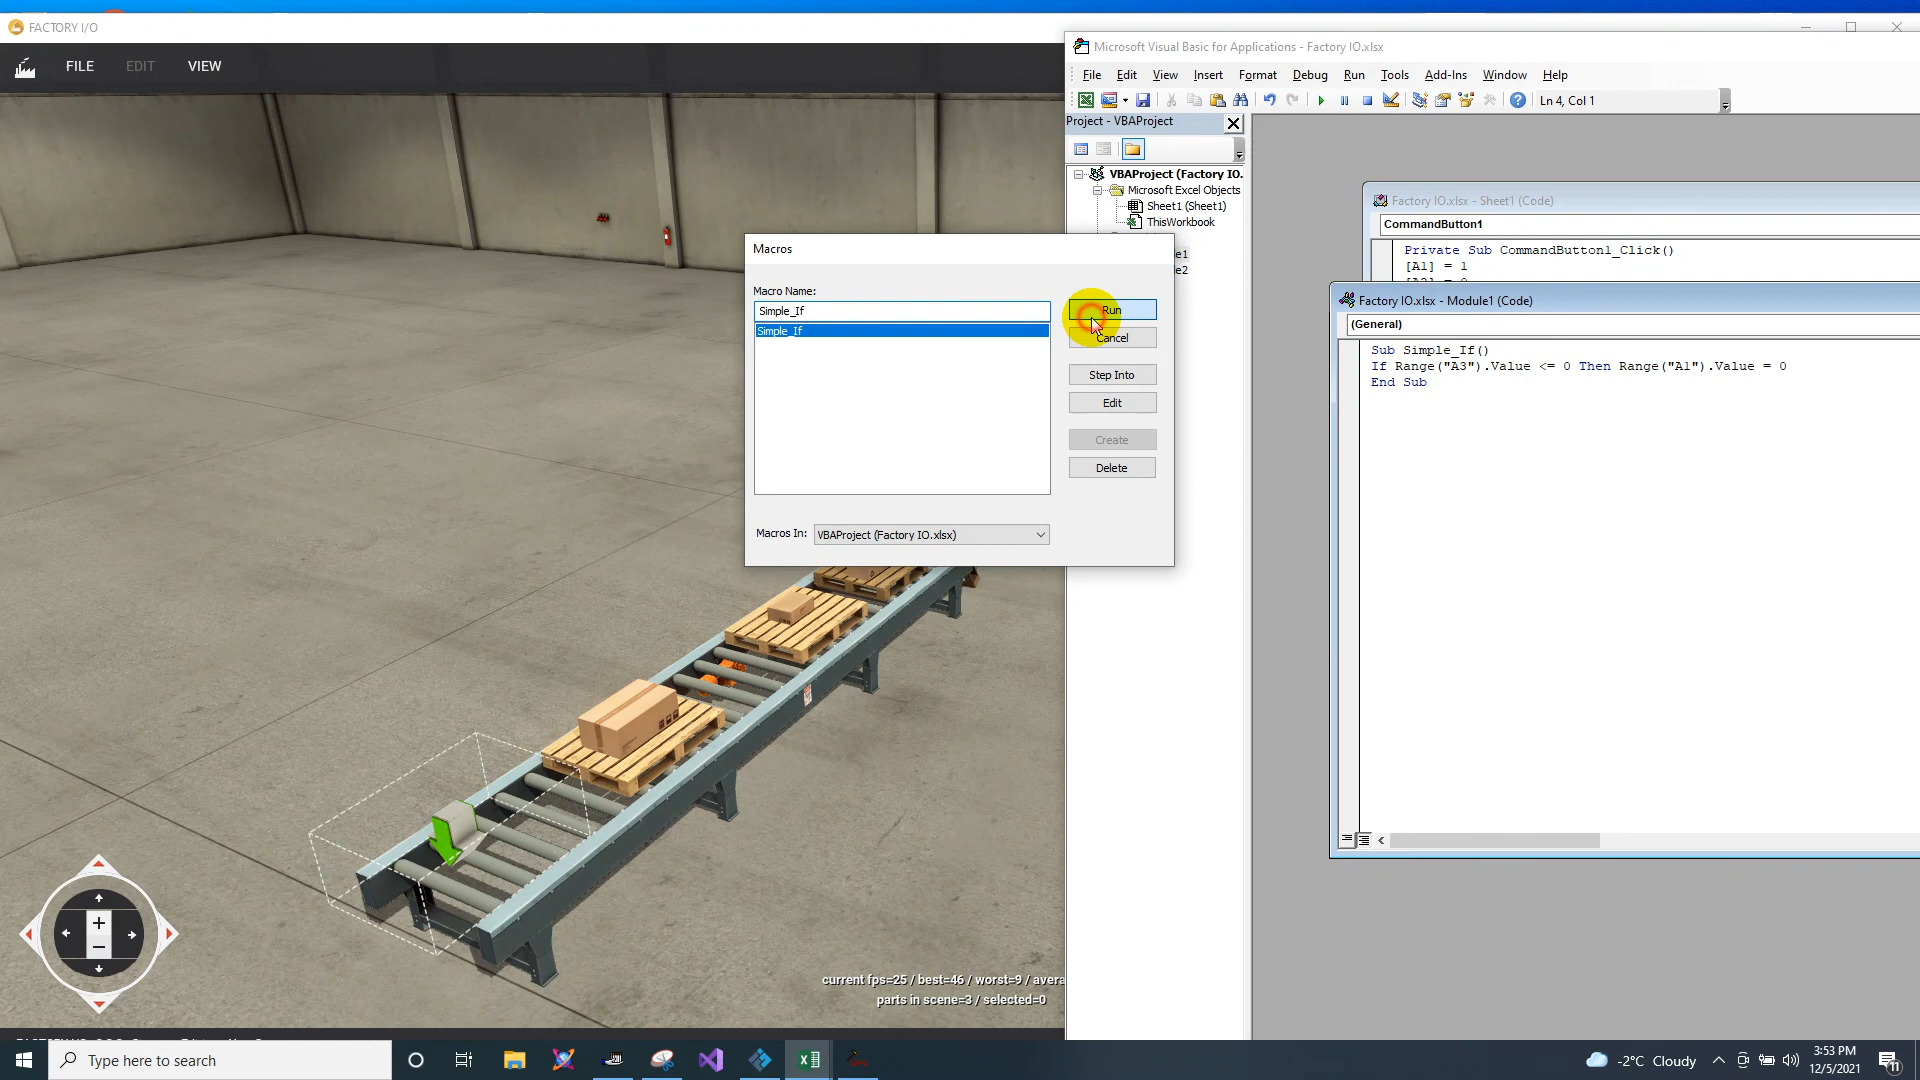 FACTORY I/O
FILE EDIT VIEW
Microsoft Visual Basic for Applications - Factory IO.xlsx
File Edit View Insert Format Debug Run Tools Add-Ins Window Help
Ln 4, Col 1
Project - VBAProject
VBAProject (Factory IO.
Microsoft Excel Objects
Sheet1 (Sheet1)
ThisWorkbook
Factory IO.xlsx - Sheet1 (Code)
CommandButton1
Private Sub CommandButton1_Click()
[A1] = 1
Factory IO.xlsx - Module1 (Code)
(General)
Sub Simple_If()
If Range("A3").Value <= 0 Then Range("A1").Value = 0
End Sub
Macros
Macro Name:
Simple_If
Simple_If
Run
Cancel
Step Into
Edit
Create
Delete
Macros In:
VBAProject (Factory IO.xlsx)
current fps=25 / best=46 / worst=9 / avera
parts in scene=3 / selected=0
Type here to search
-2°C Cloudy
3:53 PM
12/5/2021
11